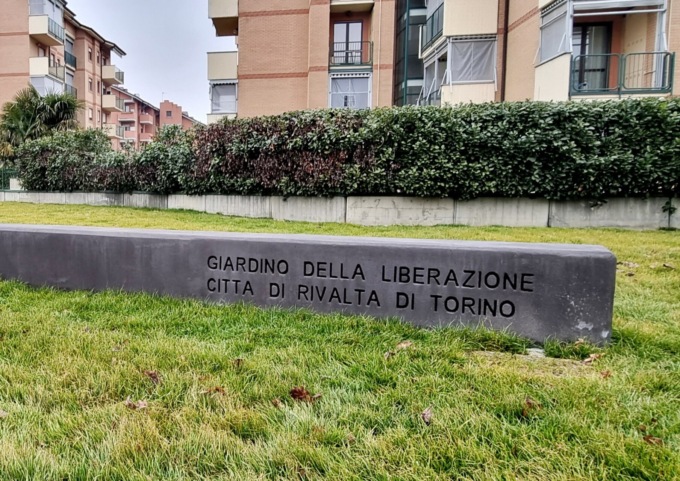 GIARDINO DELLA LIBERAZIONE
CITTA DI RIVALTA DI TORINO